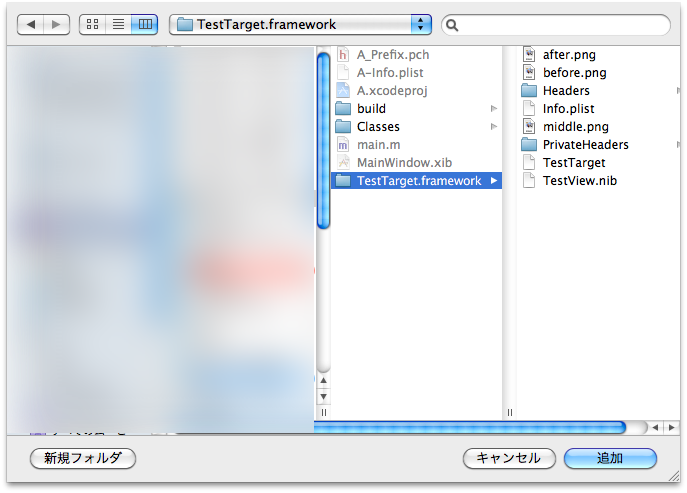 TestTarget.framework
A_Prefix.pch
A-Info.plist
A.xcodeproj
build
Classes
main.m
MainWindow.xib
TestTarget.framework
after.png
before.png
Headers
Info.plist
middle.png
PrivateHeaders
TestTarget
TestView.nib
新規フォルダ
キャンセル
追加